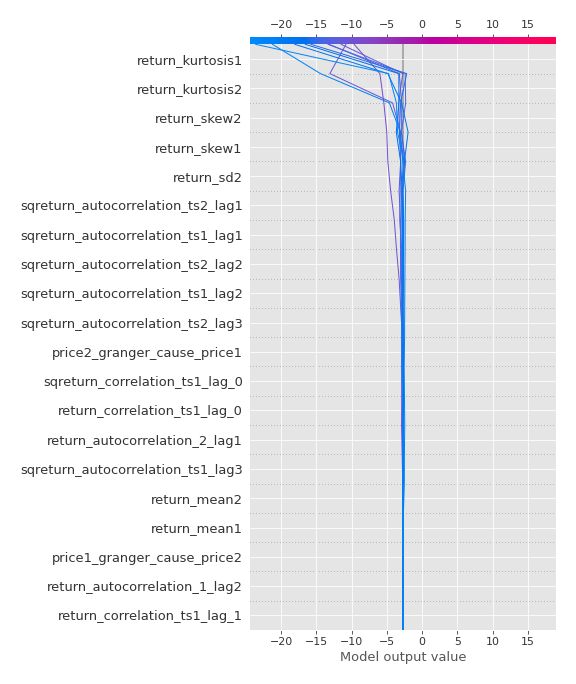 −20 −15 −10 −5 0 5 10 15
return_kurtosis1
return_kurtosis2
return_skew2
return_skew1
return_sd2
sqreturn_autocorrelation_ts2_lag1
sqreturn_autocorrelation_ts1_lag1
sqreturn_autocorrelation_ts2_lag2
sqreturn_autocorrelation_ts1_lag2
sqreturn_autocorrelation_ts2_lag3
price2_granger_cause_price1
sqreturn_correlation_ts1_lag_0
return_correlation_ts1_lag_0
return_autocorrelation_2_lag1
sqreturn_autocorrelation_ts1_lag3
return_mean2
return_mean1
price1_granger_cause_price2
return_autocorrelation_1_lag2
return_correlation_ts1_lag_1
−20 −15 −10 −5 0 5 10 15
Model output value